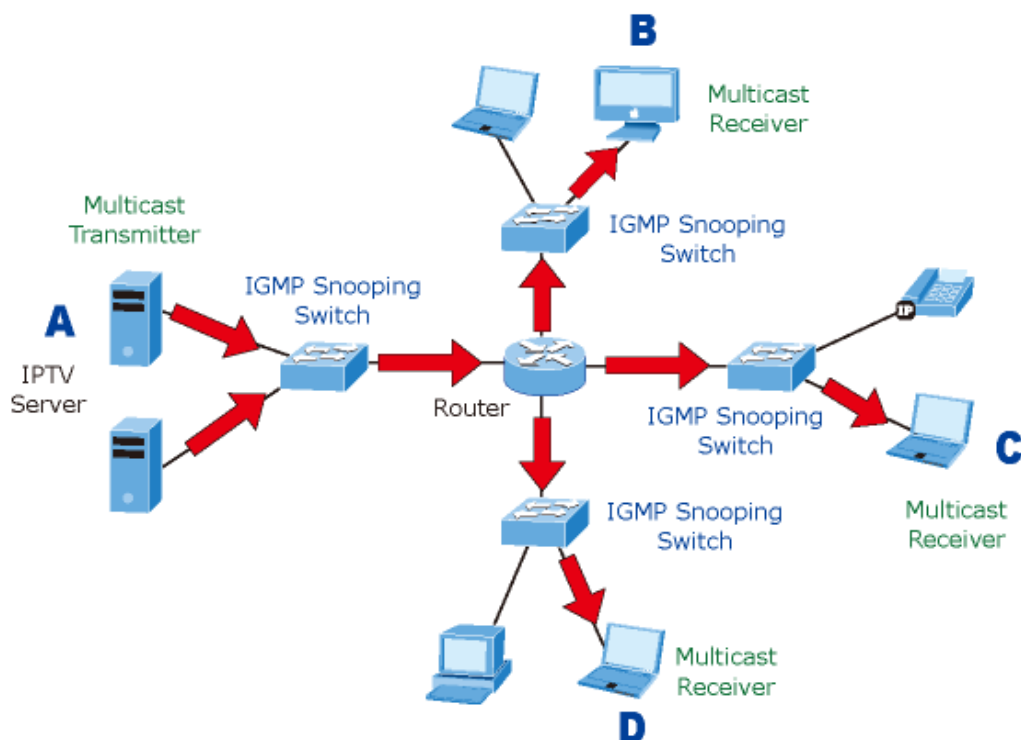 B
Multicast
Receiver
Multicast
Transmitter
IGMP Snooping
Switch
IGMP Snooping
Switch
A
IPTV
Server
IP
Router
IGMP Snooping
Switch
C
IGMP Snooping
Switch
Multicast
Receiver
Multicast
Receiver
D